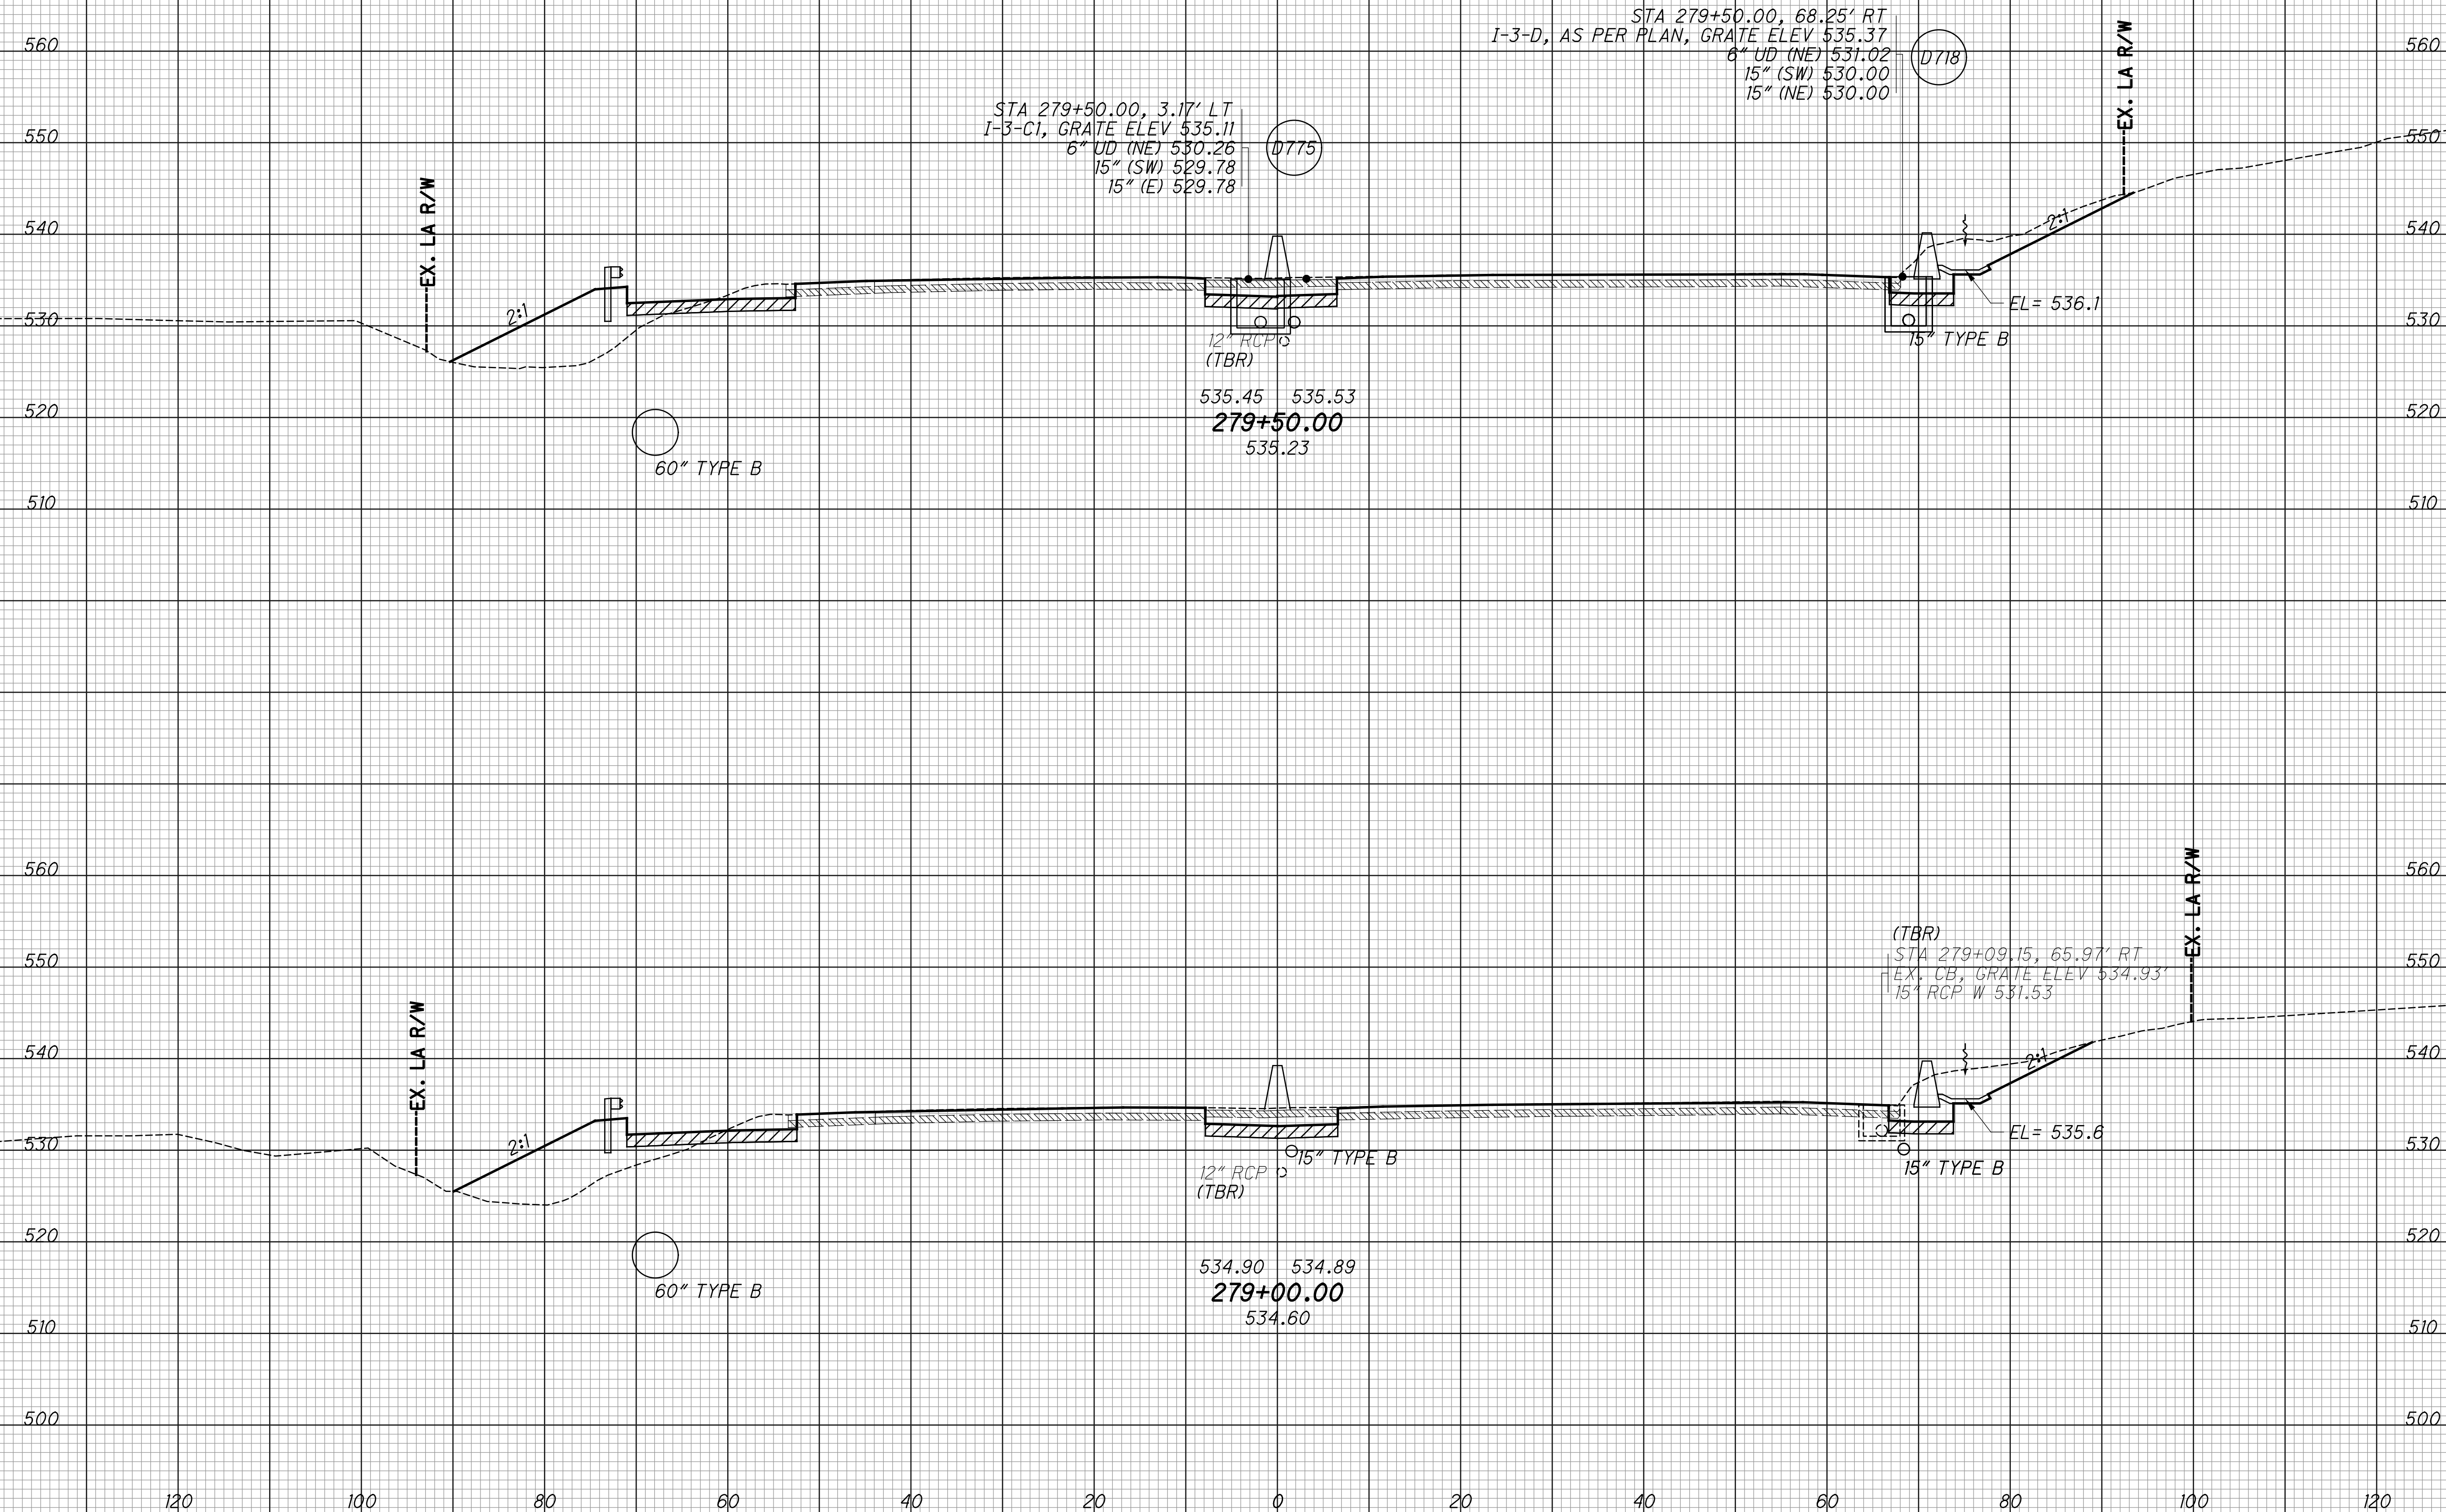 STA 279+50.00, 68.25' RT
I-3-D, AS PER PLAN, GRATE ELEV 535.37
6" UD (NE) 531.02
15" (SW) 530.00
15" (NE) 530.00
D718
EX. LA R/W
560
560
STA 279+50.00, 3.17' LT
I-3-C1, GRATE ELEV 535.11
6" UD (NE) 530.26
15" (SW) 529.78
15" (E) 529.78
D775
550
550
EX. LA R/W
540
540
2:1
2:1
EL= 536.1
530
530
12" RCP
(TBR)
15" TYPE B
535.45 535.53
279+50.00
535.23
520
520
60" TYPE B
510
510
560
560
EX. LA R/W
(TBR)
STA 279+09.15, 65.97' RT
EX. CB, GRATE ELEV 534.93'
15" RCP W 531.53
550
550
EX. LA R/W
540
540
2:1
2:1
EL= 535.6
530
530
15" TYPE B
12" RCP
(TBR)
15" TYPE B
520
520
60" TYPE B
534.90 534.89
279+00.00
534.60
510
510
500
500
120 100 80 60 40 20 0 20 40 60 80 100 120